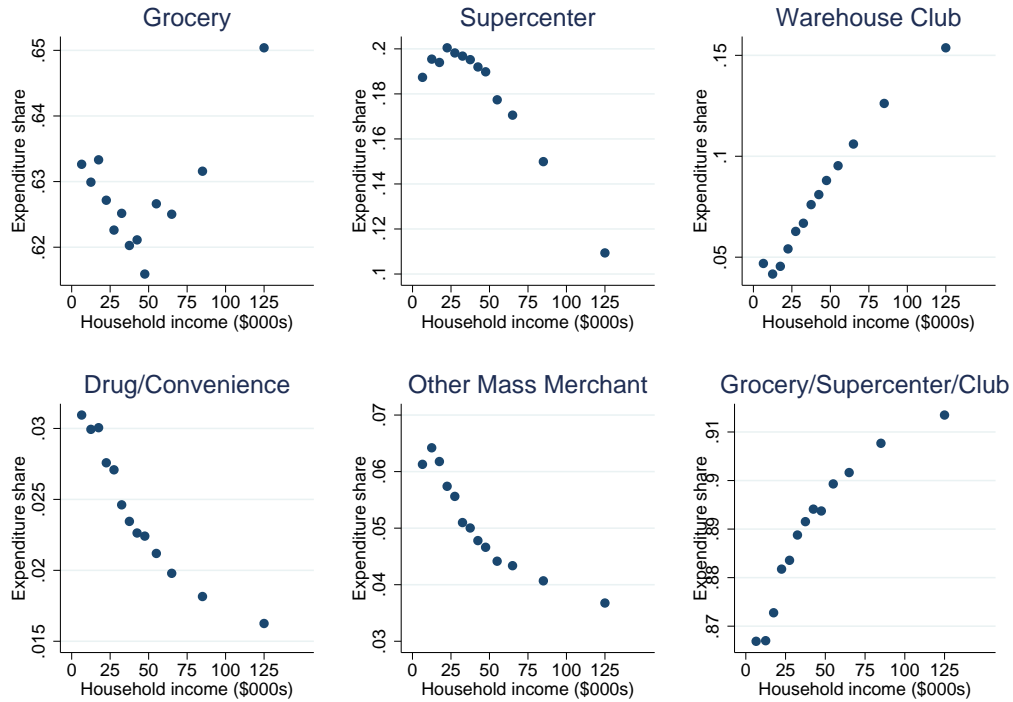 Grocery
Expenditure share
.65
.64
.63
.62
0 25 50 75 100 125
Household income ($000s)
Supercenter
Expenditure share
.2
.18
.16
.14
.12
.1
0 25 50 75 100 125
Household income ($000s)
Warehouse Club
Expenditure share
.15
.1
.05
0 25 50 75 100 125
Household income ($000s)
Drug/Convenience
Expenditure share
.03
.025
.02
.015
0 25 50 75 100 125
Household income ($000s)
Other Mass Merchant
Expenditure share
.07
.06
.05
.04
.03
0 25 50 75 100 125
Household income ($000s)
Grocery/Supercenter/Club
Expenditure share
.91
.9
.89
.88
.87
0 25 50 75 100 125
Household income ($000s)